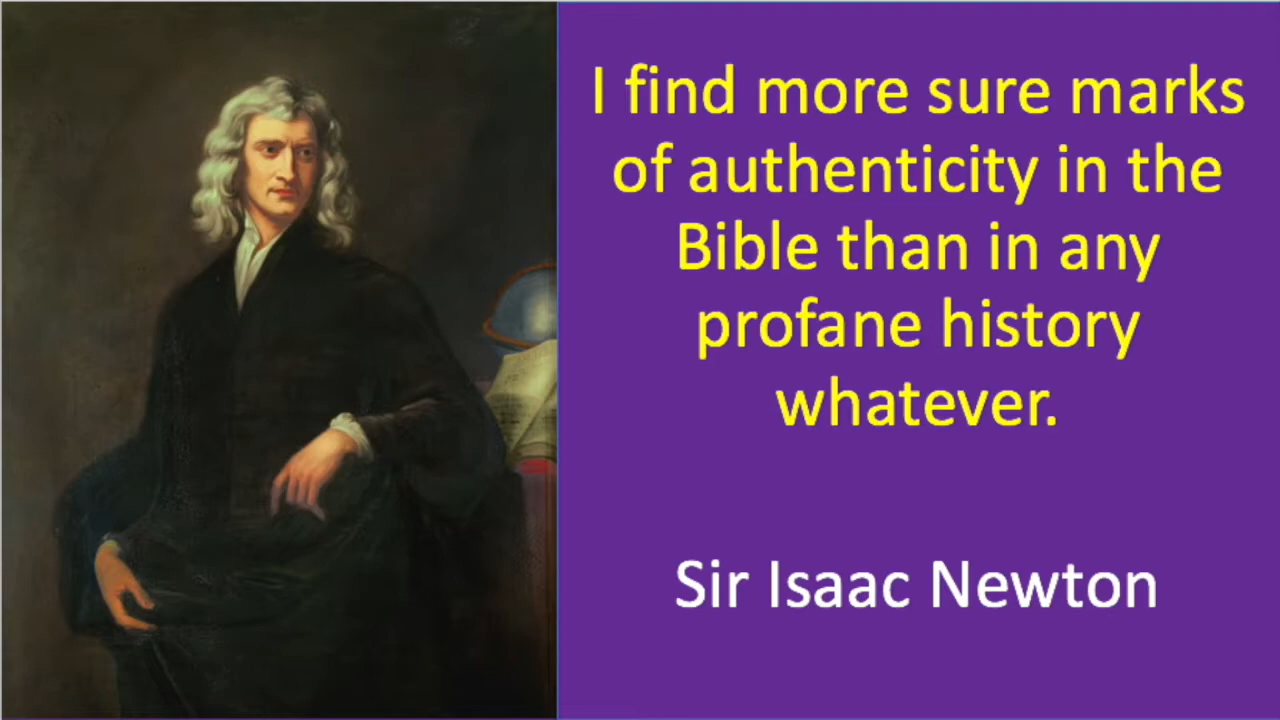 I find more sure marks
of authenticity in the
Bible than in any
profane history
whatever.
Sir Isaac Newton